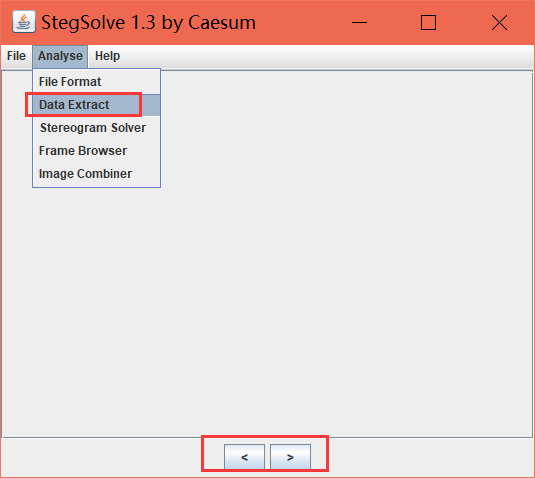 StegSolve 1.3 by Caesum
File Analyse Help
File Format
Data Extract
Stereogram Solver
Frame Browser
Image Combiner
< >